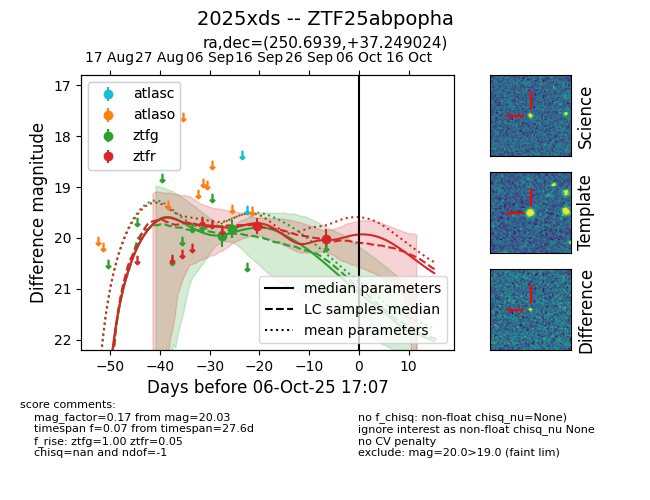 2025xds -- ZTF25abpopha
ra,dec=(250.6939,+37.249024)
17 Aug 27 Aug 06 Sep 16 Sep 26 Sep 06 Oct 16 Oct
17
18
19
20
21
22
Difference magnitude
atlasc
atlaso
ztfg
ztfr
median parameters
LC samples median
mean parameters
−50 −40 −30 −20 −10 0 10
Days before 06-Oct-25 17:07
Science
Template
Difference
score comments:
mag_factor=0.17 from mag=20.03
timespan f=0.07 from timespan=27.6d
f_rise: ztfg=1.00 ztfr=0.05
chisq=nan and ndof=-1
no f_chisq: non-float chisq_nu=None)
ignore interest as non-float chisq_nu None
no CV penalty
exclude: mag=20.0>19.0 (faint lim)